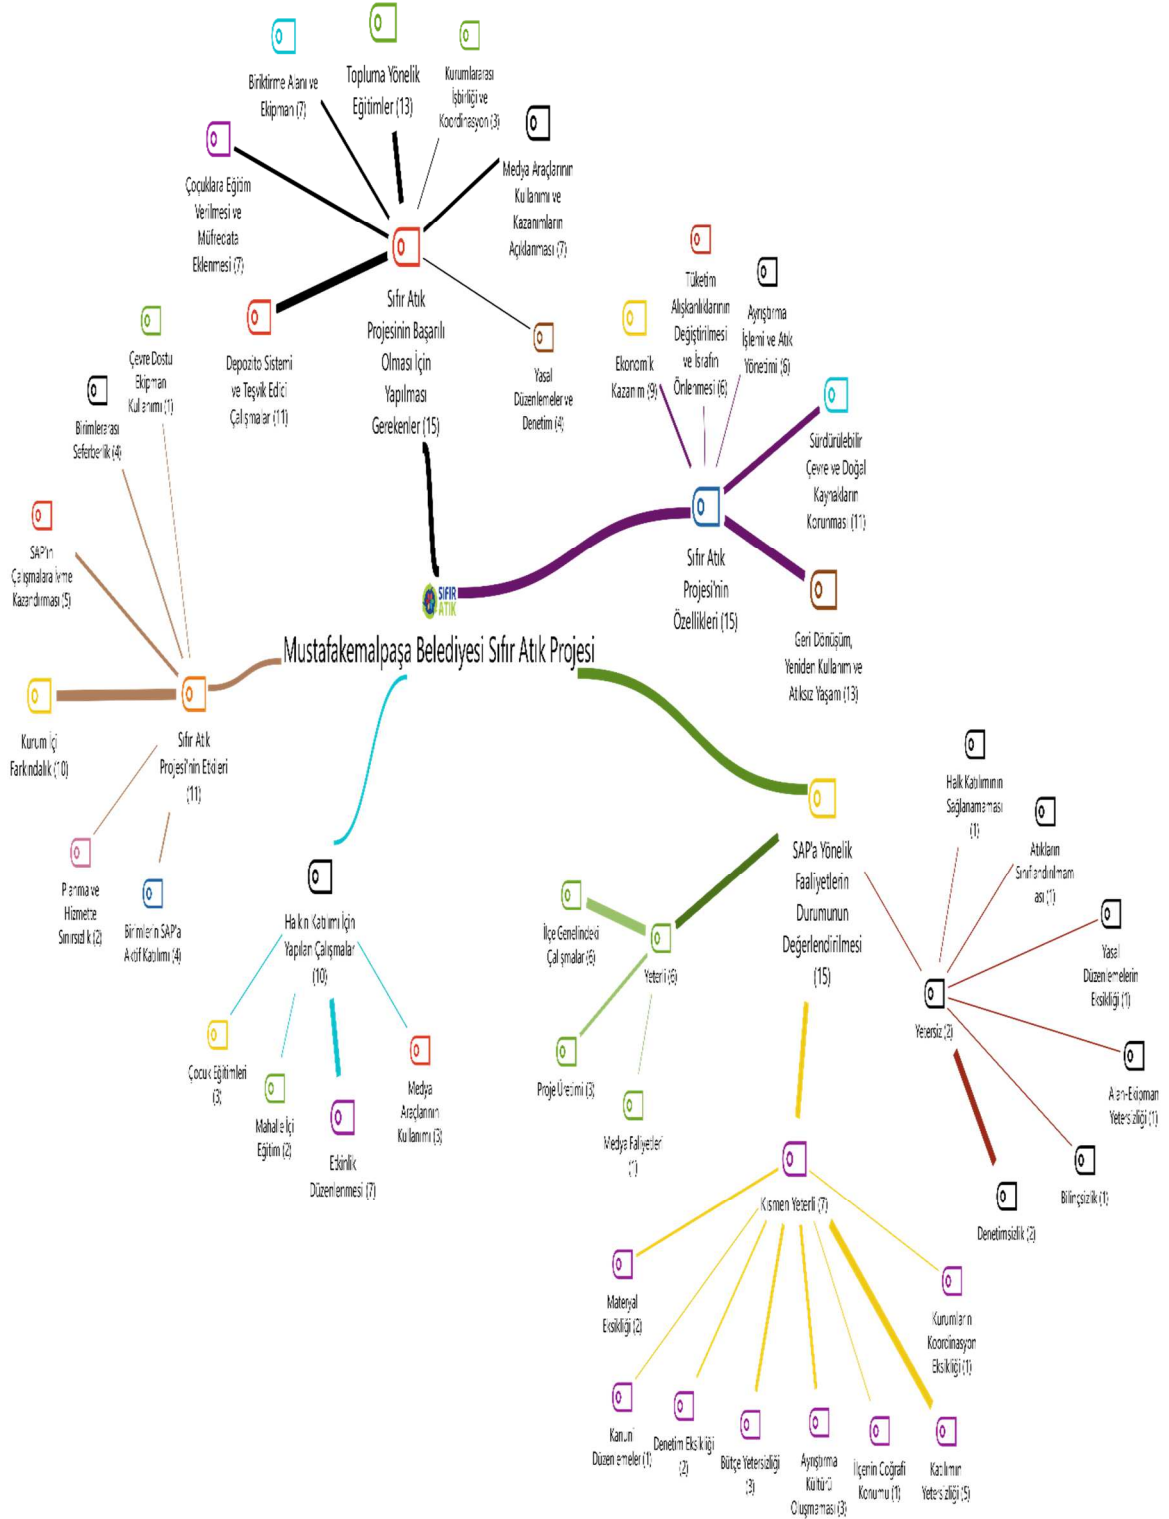 Biriktirme Alanı ve
Ekipman (7)
Topluma Yönelik
Eğitimler (13)
Kurumlararası
İşbirliği ve
Koordinasyon (3)
Medya Araçlarının
Kullanımı ve
Kazanımların
Açıklanması (7)
Çoçuklara Eğitim
Verilmesi ve
Müfredata
Eklenmesi (7)
Depozito Sistemi
ve Teşvik Edici
Çalışmalar (11)
Sıfır Atık
Projesinin Başarılı
Olması İçin
Yapılması
Gerekenler (15)
Yasal
Düzenlemeler ve
Denetim (4)
Tüketim
Alışkanlıklarının
Değiştirilmesi
ve İsrafın
Önlenmesi (6)
Ayrıştırma
İşlemi ve Atık
Yönetimi (6)
Ekonomik
Kazanım (9)
Sürdürülebilir
Çevre ve Doğal
Kaynakların
Korunması (11)
Sıfır Atık
Projesi'nin
Özellikleri (15)
Geri Dönüşüm,
Yeniden Kullanım ve
Atıksız Yaşam (13)
Çevre Dostu
Ekipman
Kullanımı (1)
Birimlerarası
Seferberlik (4)
SAP'ın
Çalışmalara İvme
Kazandırması (5)
Kurum İçi
Farkındalık (10)
Sıfır Atık
Projesi'nin Etkileri
(11)
Planma ve
Hizmette
Sınırsızlık (2)
Birimlerin SAP'a
Aktif Katılımı (4)
SIFIR
ATIK
Mustafakemalpaşa Belediyesi Sıfır Atık Projesi
Halkın Katılımı İçin
Yapılan Çalışmalar
(10)
Çocuk Eğitimleri
(3)
Mahalle İçi
Eğitim (2)
Etkinlik
Düzenlenmesi (7)
Medya
Araçlarının
Kullanımı (3)
SAP'a Yönelik
Faaliyetlerin
Durumunun
Değerlendirilmesi
(15)
İlçe Genelindeki
Çalışmalar (6)
Yeterli (6)
Proje Üretimi (3)
Medya Faliyetleri
(1)
Halk Katılımının
Sağlanamaması
(1)
Atıkların
Sınıflandırılmam
ası (1)
Yasal
Düzenlemelerin
Eksikliği (1)
Yetersiz (2)
Alan-Ekipman
Yetersizliği (1)
Bilinçsizlik (1)
Denetimsizlik (2)
Kısmen Yeterli (7)
Materyal
Eksikliği (2)
Kurumların
Koordinasyon
Eksikliği (1)
Kanuni
Düzenlemeler (1)
Denetim Eksikliği
(2)
Bütçe Yetersizliği
(3)
Ayrıştırma
Kültürü
Oluşmaması (3)
İlçenin Coğrafi
Konumu (1)
Katılımın
Yetersizliği (5)